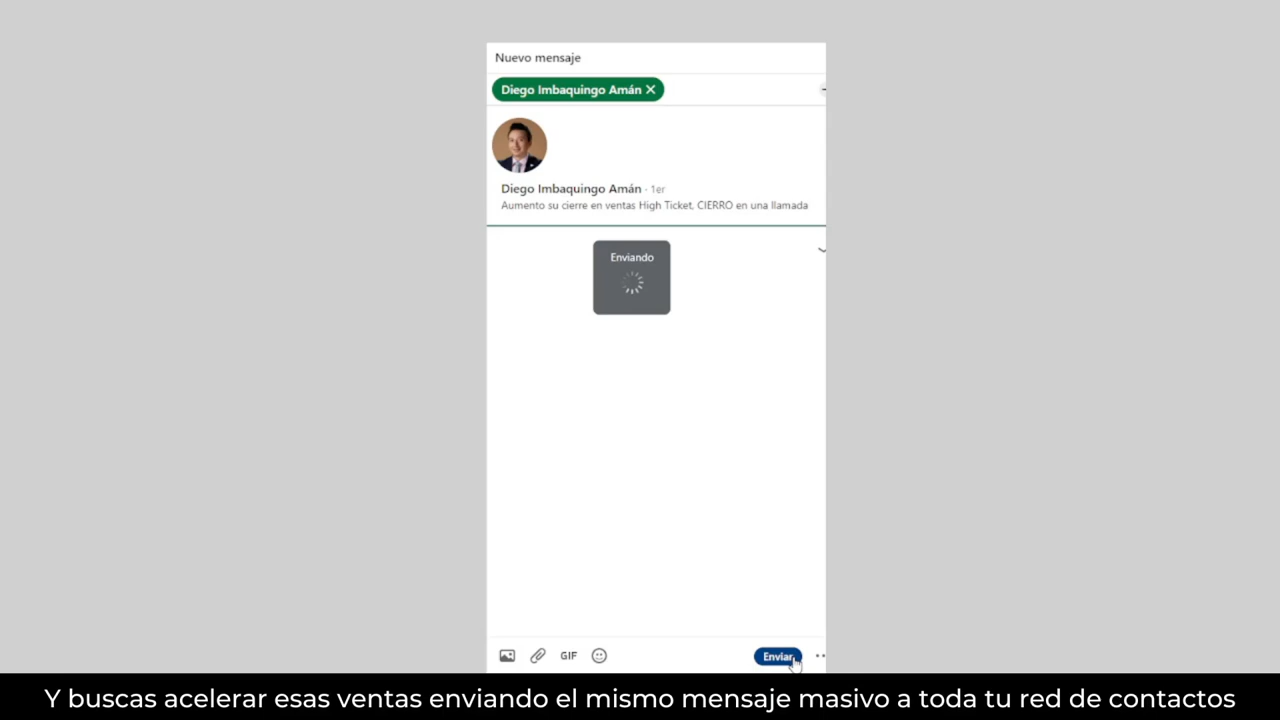 Nuevo mensaje
Diego Imbaquingo Amán ✕
Diego Imbaquingo Amán · 1er
Aumento su cierre en ventas High Ticket, CIERRO en una llamada
Enviando
GIF
Enviar
Y buscas acelerar esas ventas enviando el mismo mensaje masivo a toda tu red de contactos